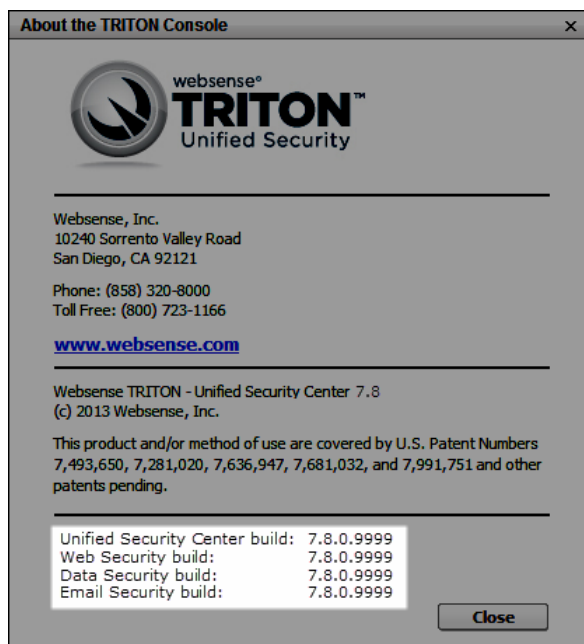 About the TRITON Console
websense®
TRITON™
Unified Security
Websense, Inc.
10240 Sorrento Valley Road
San Diego, CA 92121
Phone: (858) 320-8000
Toll Free: (800) 723-1166
www.websense.com
Websense TRITON - Unified Security Center 7.8
(c) 2013 Websense, Inc.
This product and/or method of use are covered by U.S. Patent Numbers
7,493,650, 7,281,020, 7,636,947, 7,681,032, and 7,991,751 and other
patents pending.
Unified Security Center build: 7.8.0.9999
Web Security build: 7.8.0.9999
Data Security build: 7.8.0.9999
Email Security build: 7.8.0.9999
Close